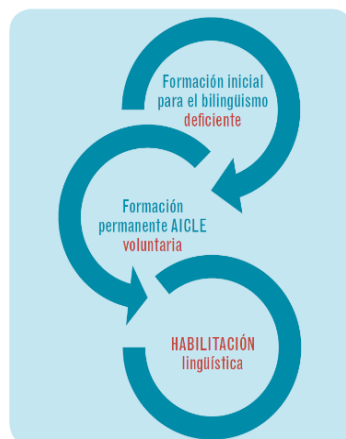 Formación inicial
para el bilingüismo
deficiente
Formación
permanente AICLE
voluntaria
HABILITACIÓN
lingüística